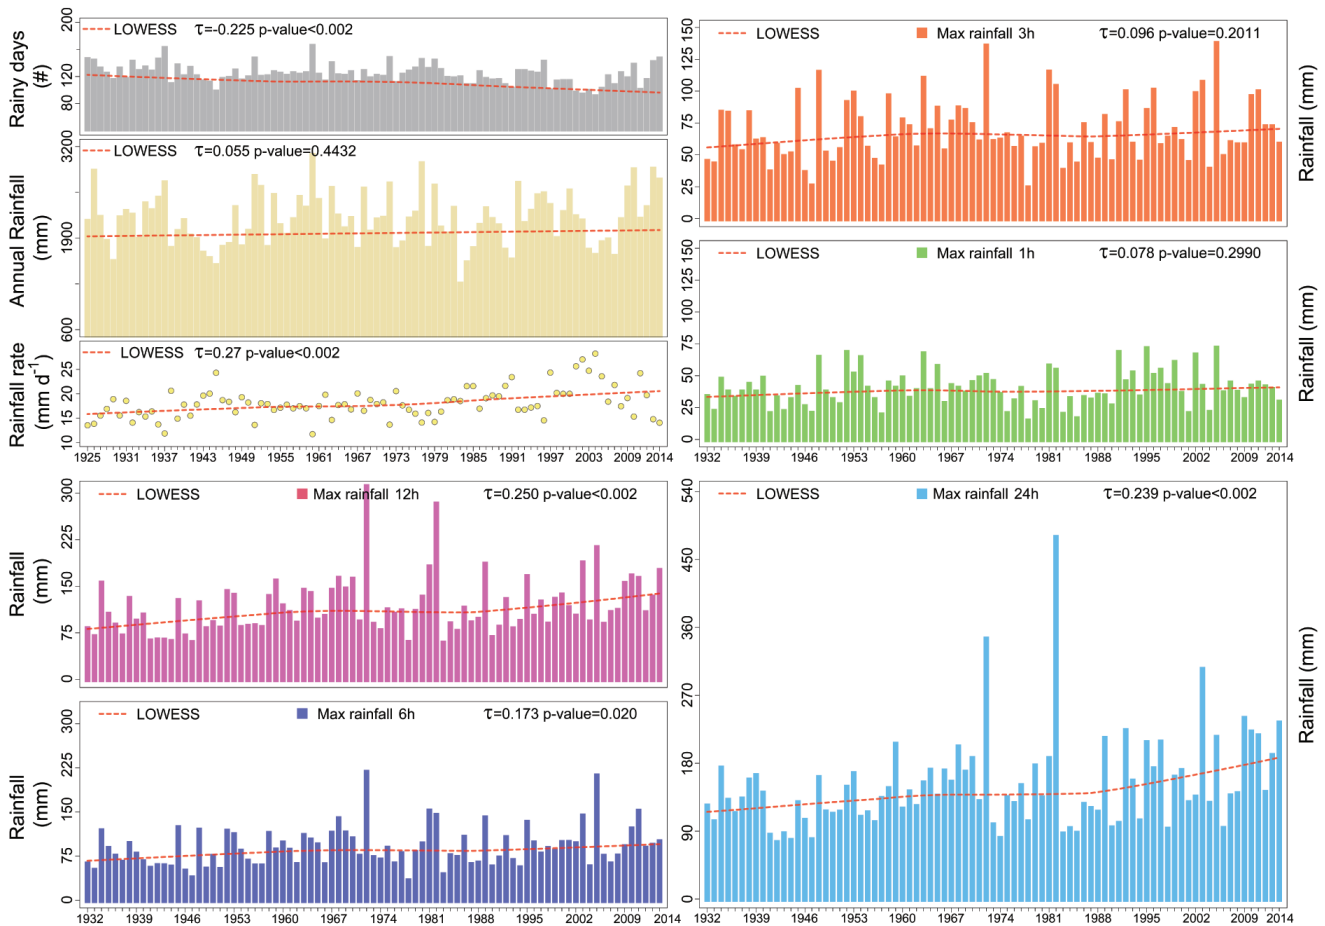 Rainy days
(#)
200
120
80
LOWESS τ=-0.225 p-value<0.002
Annual Rainfall
(mm)
3200
1900
600
LOWESS τ=0.055 p-value=0.4432
Rainfall rate
(mm d-1)
25
20
15
10
LOWESS τ=0.27 p-value<0.002
1925 1931 1937 1943 1949 1955 1961 1967 1973 1979 1985 1991 1997 2003 2009 2014
Rainfall (mm)
150
125
100
75
50
25
0
LOWESS Max rainfall 3h τ=0.096 p-value=0.2011
Rainfall (mm)
150
125
100
75
50
25
0
LOWESS Max rainfall 1h τ=0.078 p-value=0.2990
1932 1939 1946 1953 1960 1967 1974 1981 1988 1995 2002 2009 2014
Rainfall
(mm)
300
225
150
75
0
LOWESS Max rainfall 12h τ=0.250 p-value<0.002
Rainfall
(mm)
300
225
150
75
0
LOWESS Max rainfall 6h τ=0.173 p-value=0.020
1932 1939 1946 1953 1960 1967 1974 1981 1988 1995 2002 2009 2014
Rainfall (mm)
540
450
360
270
180
90
0
LOWESS Max rainfall 24h τ=0.239 p-value<0.002
1932 1939 1946 1953 1960 1967 1974 1981 1988 1995 2002 2009 2014